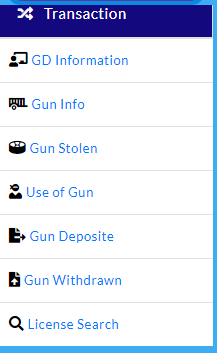 Transaction
GD Information
Gun Info
Gun Stolen
Use of Gun
Gun Deposite
Gun Withdrawn
License Search